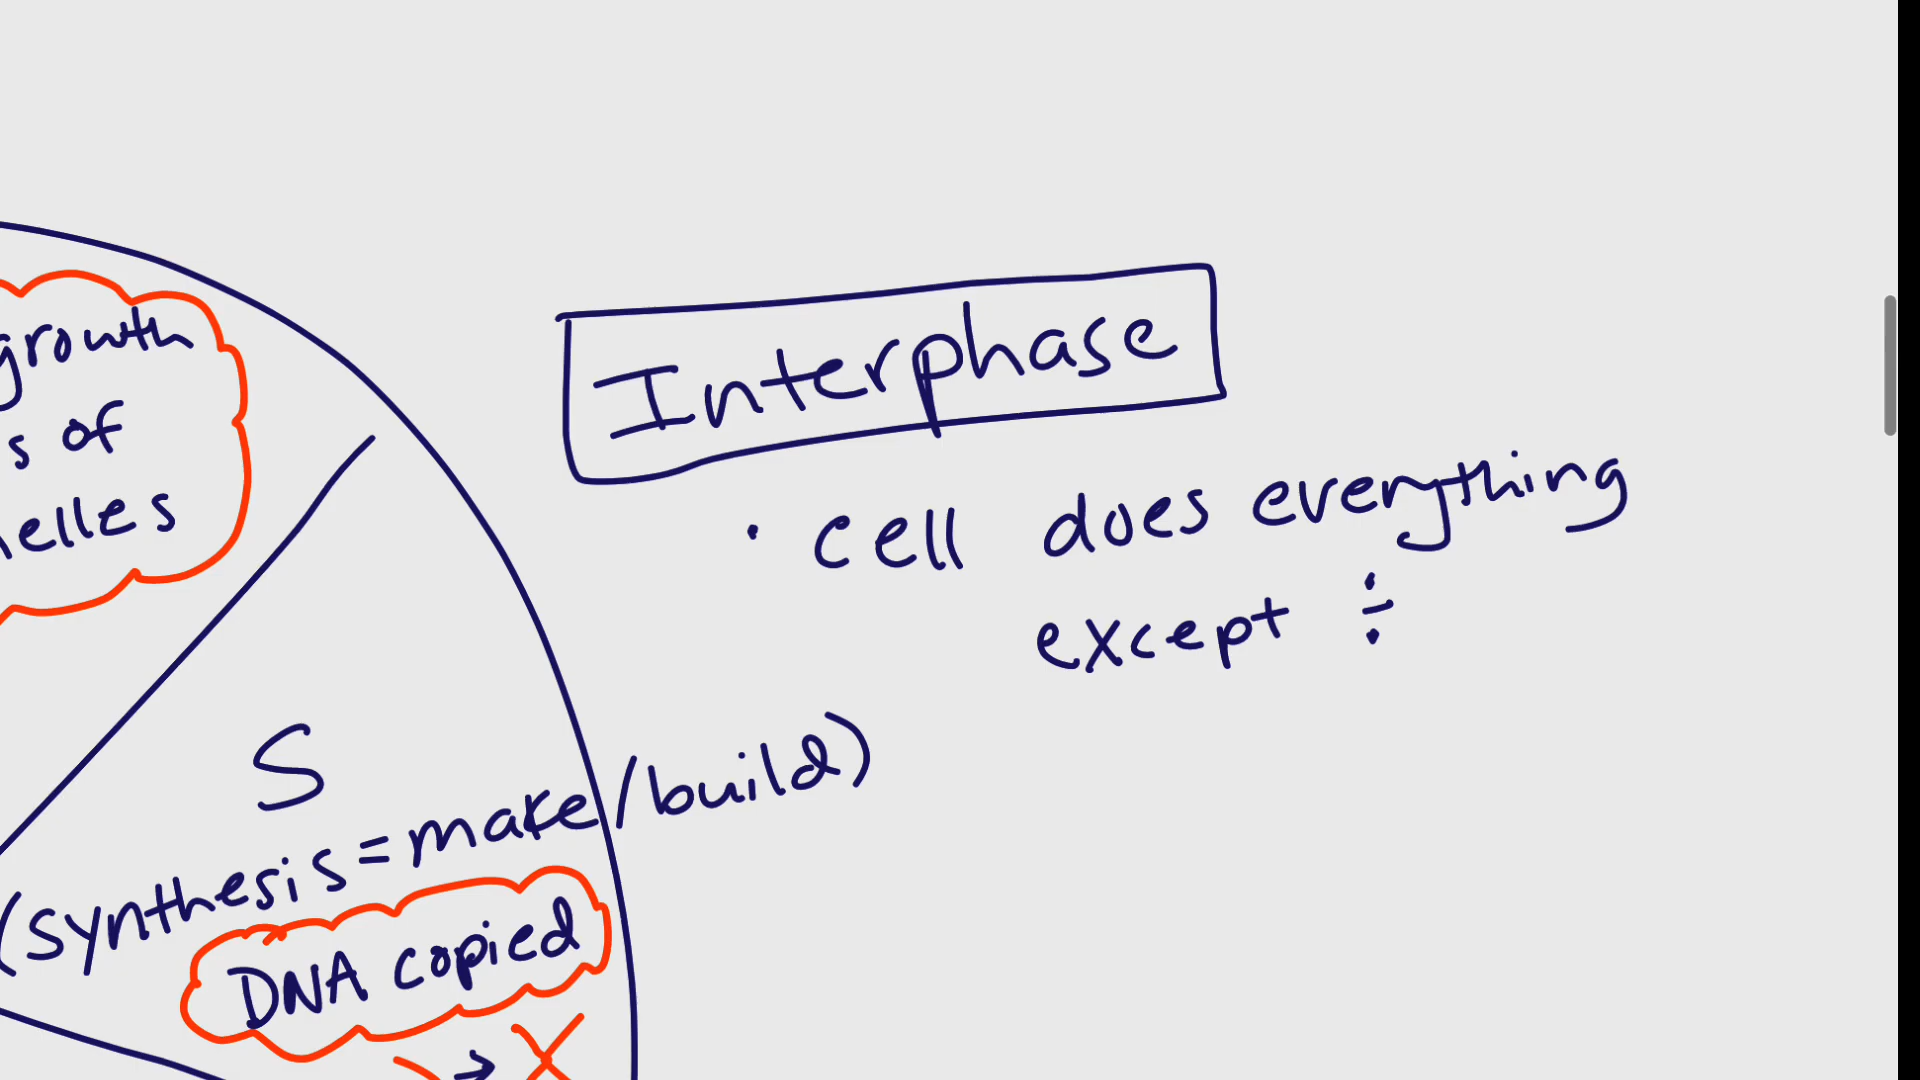 growth
s of
elles
Interphase
· cell does everything
except ÷
S
(synthesis = make/build)
DNA copied
→